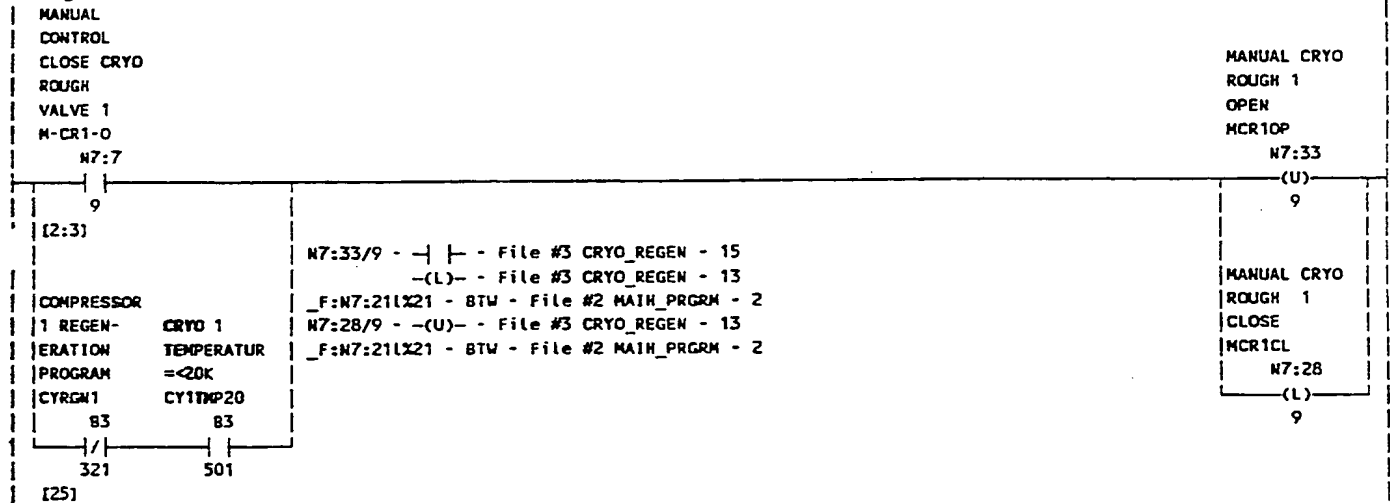 MANUAL
CONTROL
CLOSE CRYO
ROUGH
VALVE 1
M-CR1-O
N7:7
9
[2:3]
MANUAL CRYO
ROUGH 1
OPEN
MCR1OP
N7:33
(U)
9
N7:33/9 - ─┤ ├─ - File #3 CRYO_REGEN - 15
─(L)─ - File #3 CRYO_REGEN - 13
_F:N7:21[%21 - BTW - File #2 MAIN_PRGRM - 2
N7:28/9 - ─(U)─ - File #3 CRYO_REGEN - 13
_F:N7:21[%21 - BTW - File #2 MAIN_PRGRM - 2
COMPRESSOR
1 REGEN- CRYO 1
ERATION TEMPERATUR
PROGRAM =<20K
CYRGN1 CY1TMP20
B3 B3
/
321 501
[25]
MANUAL CRYO
ROUGH 1
CLOSE
MCR1CL
N7:28
(L)
9